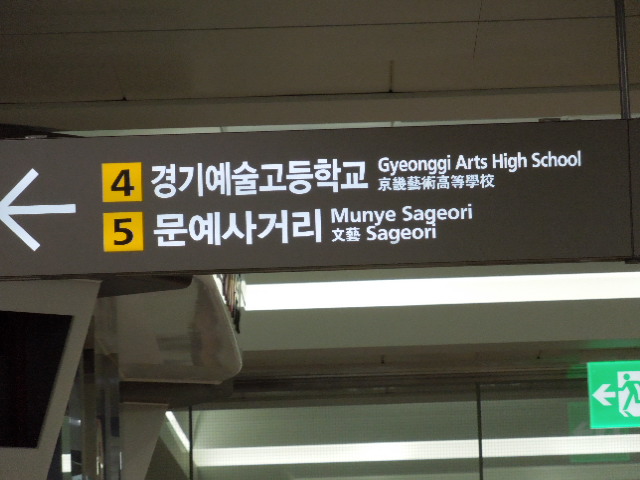 4 경기예술고등학교 Gyeonggi Arts High School
京畿藝術高等學校
5 문예사거리 Munye Sageori
文藝 Sageori